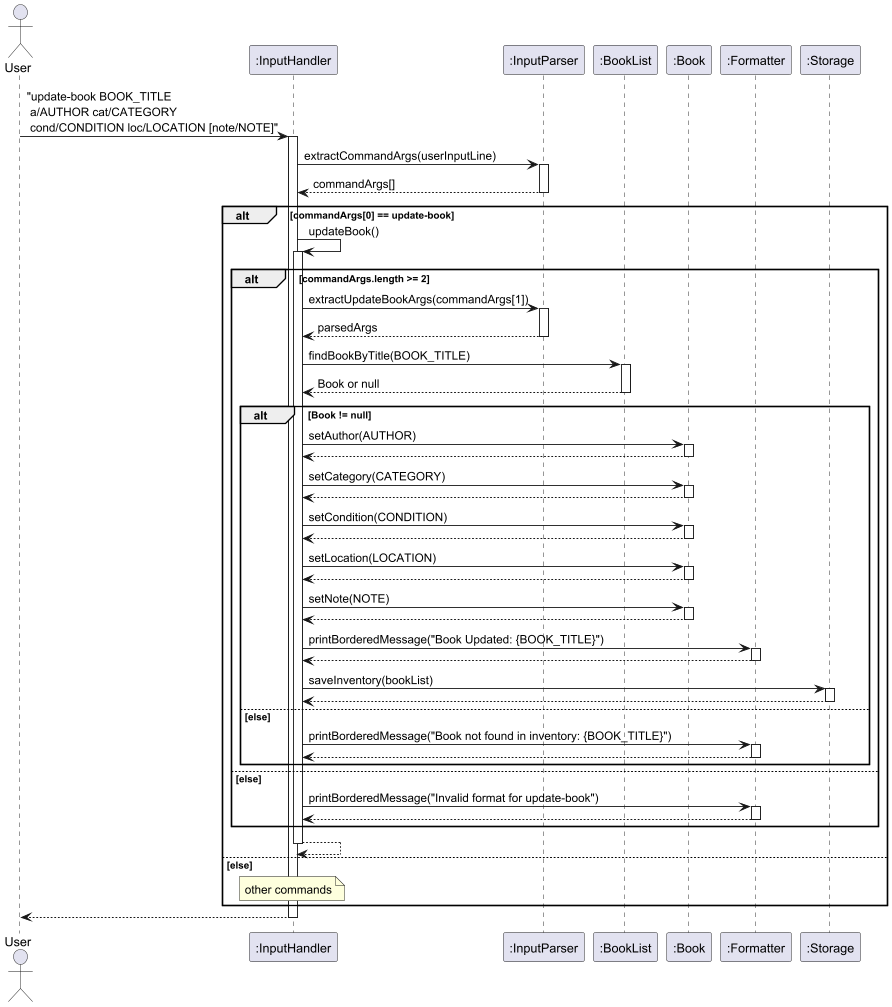 User
:InputHandler
:InputParser
:BookList
:Book
:Formatter
:Storage
"update-book BOOK_TITLE
a/AUTHOR cat/CATEGORY
cond/CONDITION loc/LOCATION [note/NOTE]"
extractCommandArgs(userInputLine)
commandArgs[]
alt
[commandArgs[0] == update-book]
updateBook()
alt
[commandArgs.length >= 2]
extractUpdateBookArgs(commandArgs[1])
parsedArgs
findBookByTitle(BOOK_TITLE)
Book or null
alt
[Book != null]
setAuthor(AUTHOR)
setCategory(CATEGORY)
setCondition(CONDITION)
setLocation(LOCATION)
setNote(NOTE)
printBorderedMessage("Book Updated: {BOOK_TITLE}")
saveInventory(bookList)
[else]
printBorderedMessage("Book not found in inventory: {BOOK_TITLE}")
[else]
printBorderedMessage("Invalid format for update-book")
[else]
other commands
User
:InputHandler
:InputParser
:BookList
:Book
:Formatter
:Storage